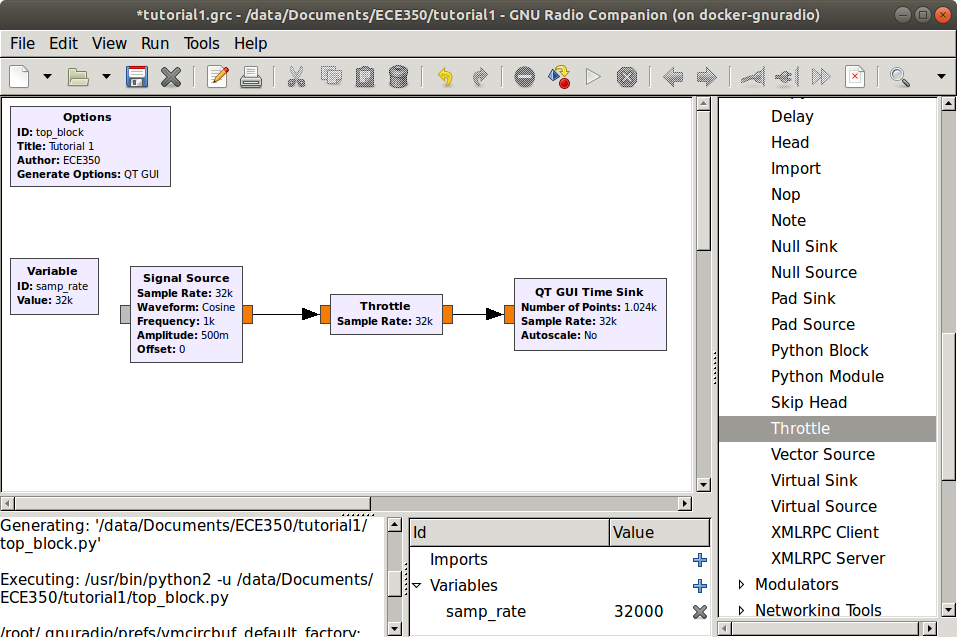 *tutorial1.grc - /data/Documents/ECE350/tutorial1 - GNU Radio Companion (on docker-gnuradio)
File Edit View Run Tools Help
Options
ID: top_block
Title: Tutorial 1
Author: ECE350
Generate Options: QT GUI
Variable
ID: samp_rate
Value: 32k
Signal Source
Sample Rate: 32k
Waveform: Cosine
Frequency: 1k
Amplitude: 500m
Offset: 0
Throttle
Sample Rate: 32k
QT GUI Time Sink
Number of Points: 1.024k
Sample Rate: 32k
Autoscale: No
Delay
Head
Import
Nop
Note
Null Sink
Null Source
Pad Sink
Pad Source
Python Block
Python Module
Skip Head
Throttle
Vector Source
Virtual Sink
Virtual Source
XMLRPC Client
XMLRPC Server
Modulators
Networking Tools
Generating: '/data/Documents/ECE350/tutorial1/
top_block.py'
Executing: /usr/bin/python2 -u /data/Documents/
ECE350/tutorial1/top_block.py
/root/.gnuradio/prefs/vmcircbuf_default_factory:
Id Value
Imports
Variables
samp_rate 32000